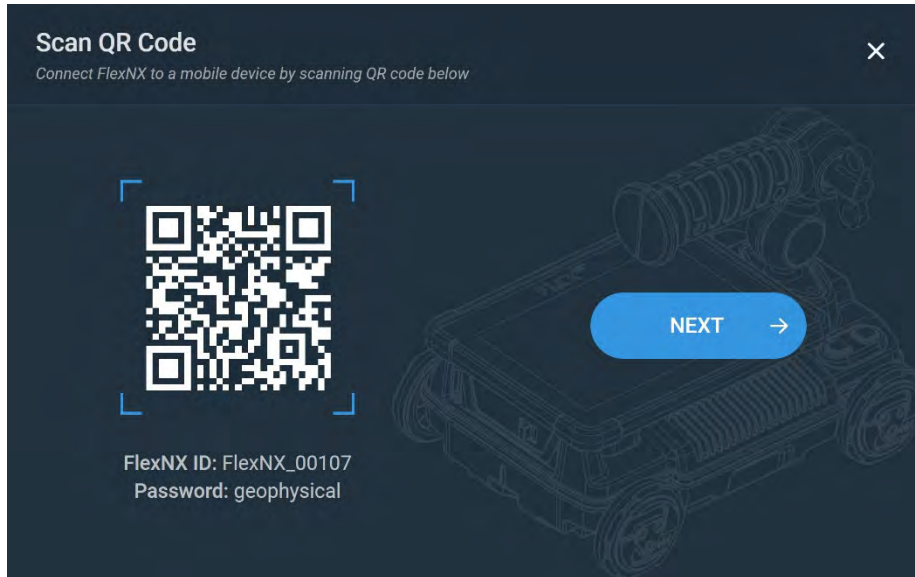 Scan QR Code
Connect FlexNX to a mobile device by scanning QR code below
NEXT
FlexNX ID: FlexNX_00107
Password: geophysical